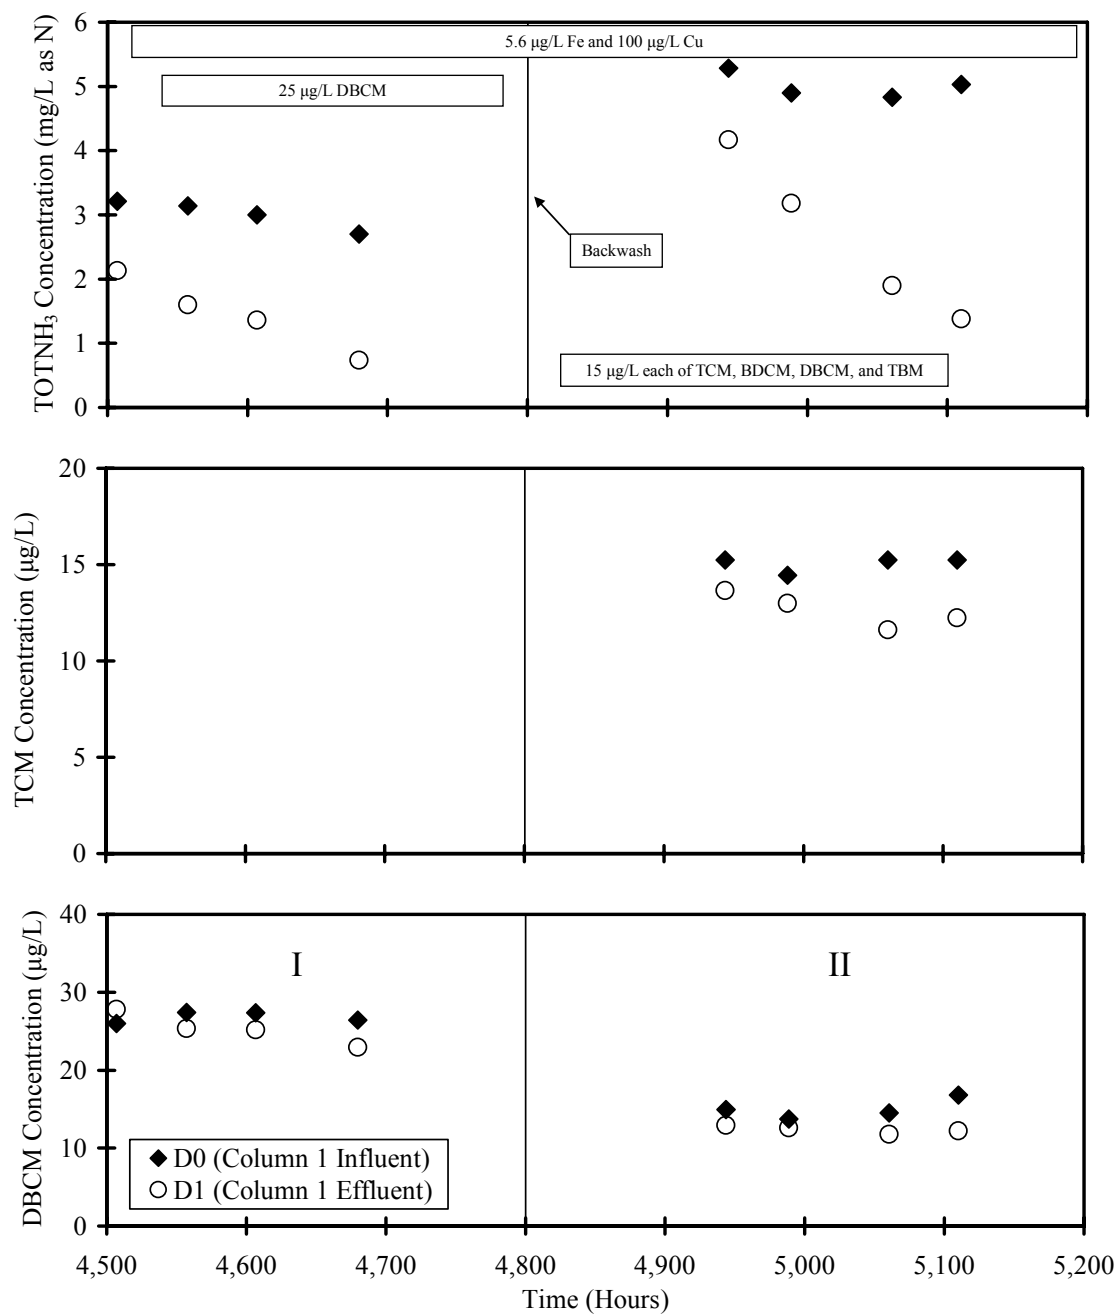 TOTNH₃ Concentration (mg/L as N)
6
5
4
3
2
1
0
5.6 μg/L Fe and 100 μg/L Cu
25 μg/L DBCM
Backwash
15 μg/L each of TCM, BDCM, DBCM, and TBM
TCM Concentration (μg/L)
20
15
10
5
0
DBCM Concentration (μg/L)
40
30
20
10
0
I
II
D0 (Column 1 Influent)
D1 (Column 1 Effluent)
4,500
4,600
4,700
4,800
4,900
5,000
5,100
5,200
Time (Hours)